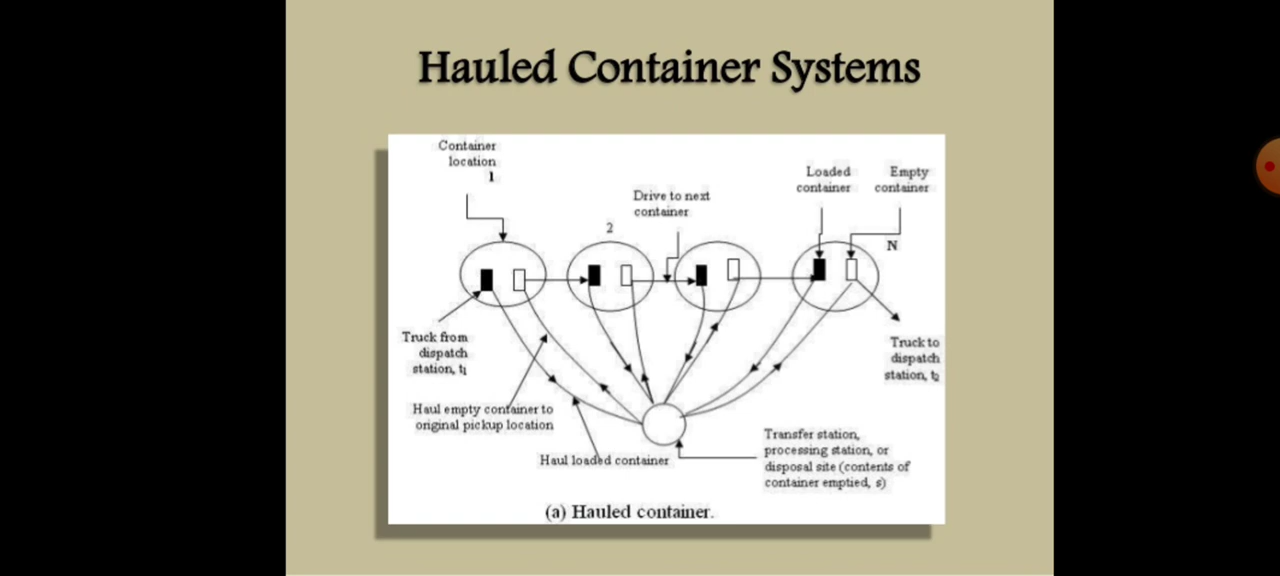 Hauled Container Systems
Container
location
1
Drive to next
container
2
Loaded
container
Empty
container
N
Truck from
dispatch
station, t₁
Truck to
dispatch
station, t₂
Haul empty container to
original pickup location
Haul loaded container
Transfer station,
processing station, or
disposal site (contents of
container emptied, s)
(a) Hauled container.